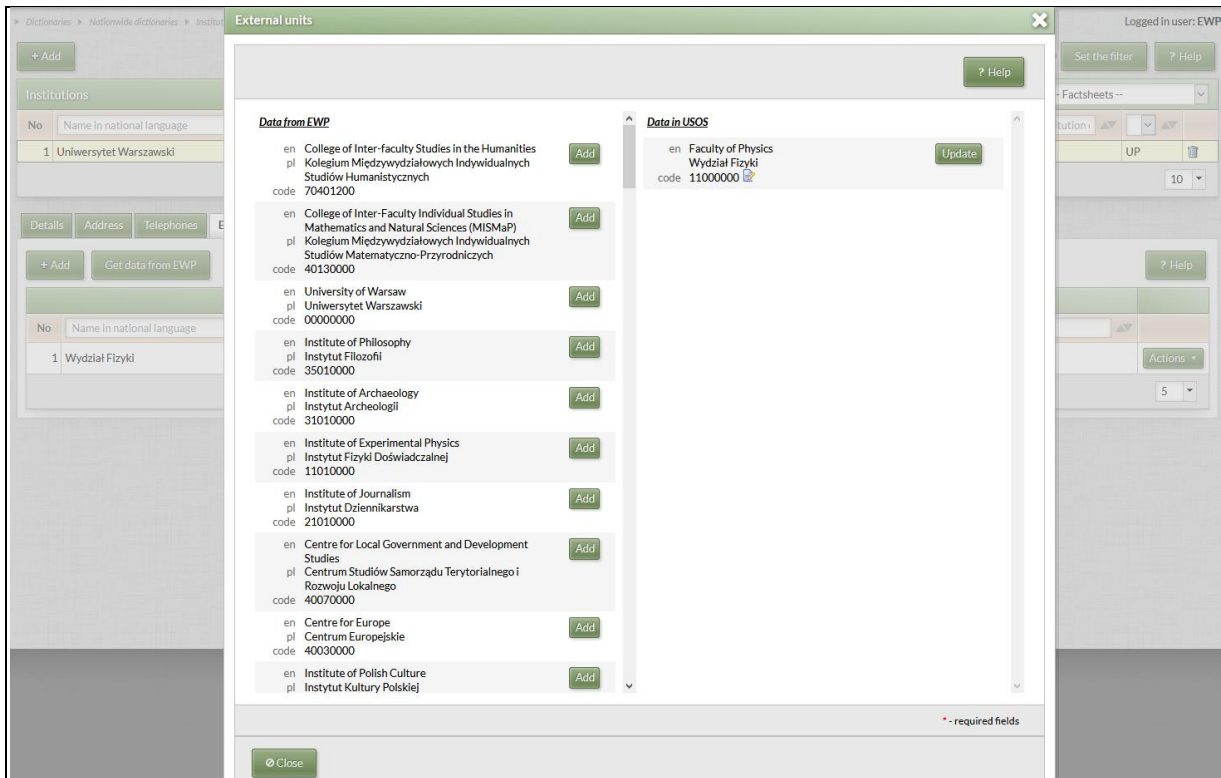 Dictionaries ▸ Nationwide dictionaries ▸ Institut
External units
Logged in user: EWP
+ Add
Set the filter
? Help
? Help
Institutions
- Factsheets --
No Name in national language
1 Uniwersytet Warszawski UP
10
Details Address Telephones E
+ Add Get data from EWP ? Help
No Name in national language
1 Wydział Fizyki Actions
5
Data from EWP
en College of Inter-faculty Studies in the Humanities Add
pl Kolegium Międzywydziałowych Indywidualnych
Studiów Humanistycznych
code 70401200
en College of Inter-Faculty Individual Studies in Add
Mathematics and Natural Sciences (MISMaP)
pl Kolegium Międzywydziałowych Indywidualnych
Studiów Matematyczno-Przyrodniczych
code 40130000
en University of Warsaw Add
pl Uniwersytet Warszawski
code 00000000
en Institute of Philosophy Add
pl Instytut Filozofii
code 35010000
en Institute of Archaeology Add
pl Instytut Archeologii
code 31010000
en Institute of Experimental Physics Add
pl Instytut Fizyki Doświadczalnej
code 11010000
en Institute of Journalism Add
pl Instytut Dziennikarstwa
code 21010000
en Centre for Local Government and Development Add
Studies
pl Centrum Studiów Samorządu Terytorialnego i
Rozwoju Lokalnego
code 40070000
en Centre for Europe Add
pl Centrum Europejskie
code 40030000
en Institute of Polish Culture Add
pl Instytut Kultury Polskiej
Data in USOS
en Faculty of Physics Update
Wydział Fizyki
code 11000000
* - required fields
Close